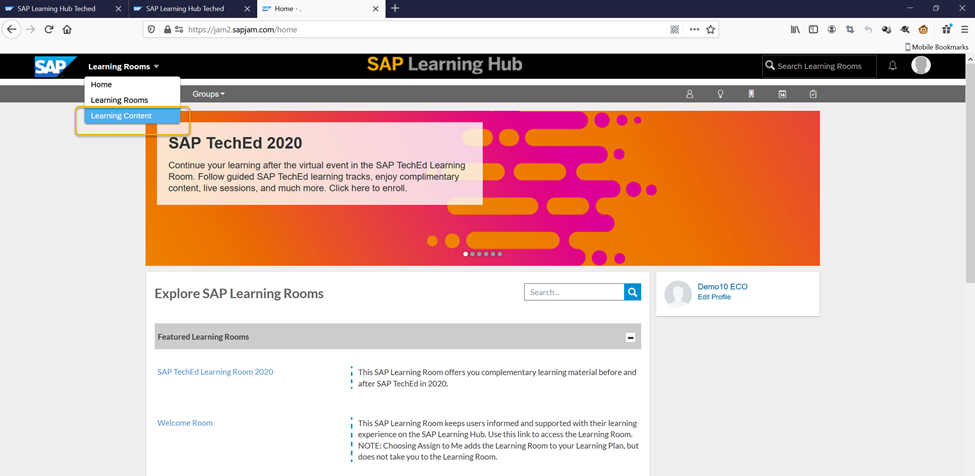 SAP Learning Hub Teched
SAP Learning Hub Teched
Home - .
https://jam2.sapjam.com/home
Mobile Bookmarks
SAP
Learning Rooms
SAP Learning Hub
Search Learning Rooms
Home
Learning Rooms
Learning Content
Groups
SAP TechEd 2020
Continue your learning after the virtual event in the SAP TechEd Learning
Room. Follow guided SAP TechEd learning tracks, enjoy complimentary
content, live sessions, and much more. Click here to enroll.
Explore SAP Learning Rooms
Search...
Demo10 ECO
Edit Profile
Featured Learning Rooms
SAP TechEd Learning Room 2020
This SAP Learning Room offers you complementary learning material before and
after SAP TechEd in 2020.
Welcome Room
This SAP Learning Room keeps users informed and supported with their learning
experience on the SAP Learning Hub. Use this link to access the Learning Room.
NOTE: Choosing Assign to Me adds the Learning Room to your Learning Plan, but
does not take you to the Learning Room.